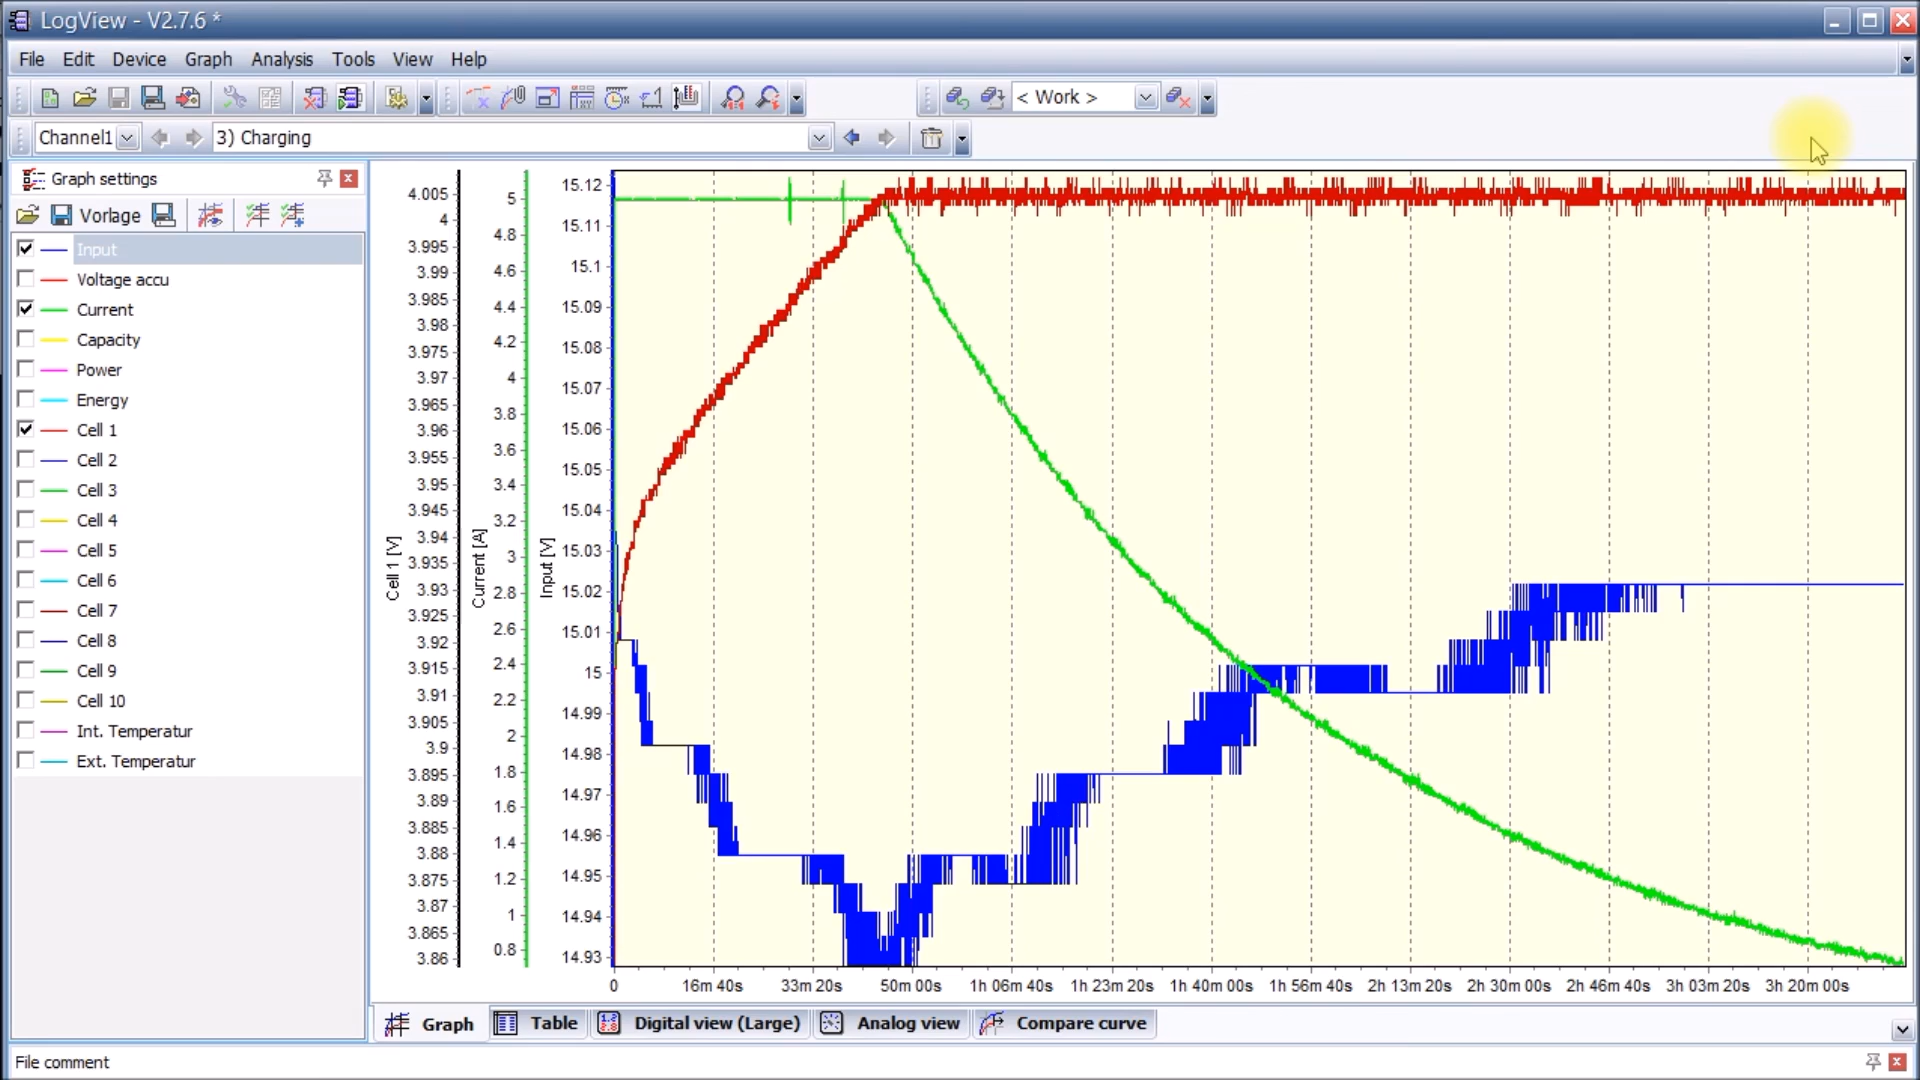 LogView - V2.7.6 *
File Edit Device Graph Analysis Tools View Help
< Work >
Channel1 3) Charging
Graph settings
Vorlage
Input
Voltage accu
Current
Capacity
Power
Energy
Cell 1
Cell 2
Cell 3
Cell 4
Cell 5
Cell 6
Cell 7
Cell 8
Cell 9
Cell 10
Int. Temperatur
Ext. Temperatur
Cell 1 [V]
4.005
4
3.995
3.99
3.985
3.98
3.975
3.97
3.965
3.96
3.955
3.95
3.945
3.94
3.935
3.93
3.925
3.92
3.915
3.91
3.905
3.9
3.895
3.89
3.885
3.88
3.875
3.87
3.865
3.86
Current [A]
5
4.8
4.6
4.4
4.2
4
3.8
3.6
3.4
3.2
3
2.8
2.6
2.4
2.2
2
1.8
1.6
1.4
1.2
1
0.8
Input [V]
15.12
15.11
15.1
15.09
15.08
15.07
15.06
15.05
15.04
15.03
15.02
15.01
15
14.99
14.98
14.97
14.96
14.95
14.94
14.93
0 16m 40s 33m 20s 50m 00s 1h 06m 40s 1h 23m 20s 1h 40m 00s 1h 56m 40s 2h 13m 20s 2h 30m 00s 2h 46m 40s 3h 03m 20s 3h 20m 00s
Graph Table Digital view (Large) Analog view Compare curve
File comment